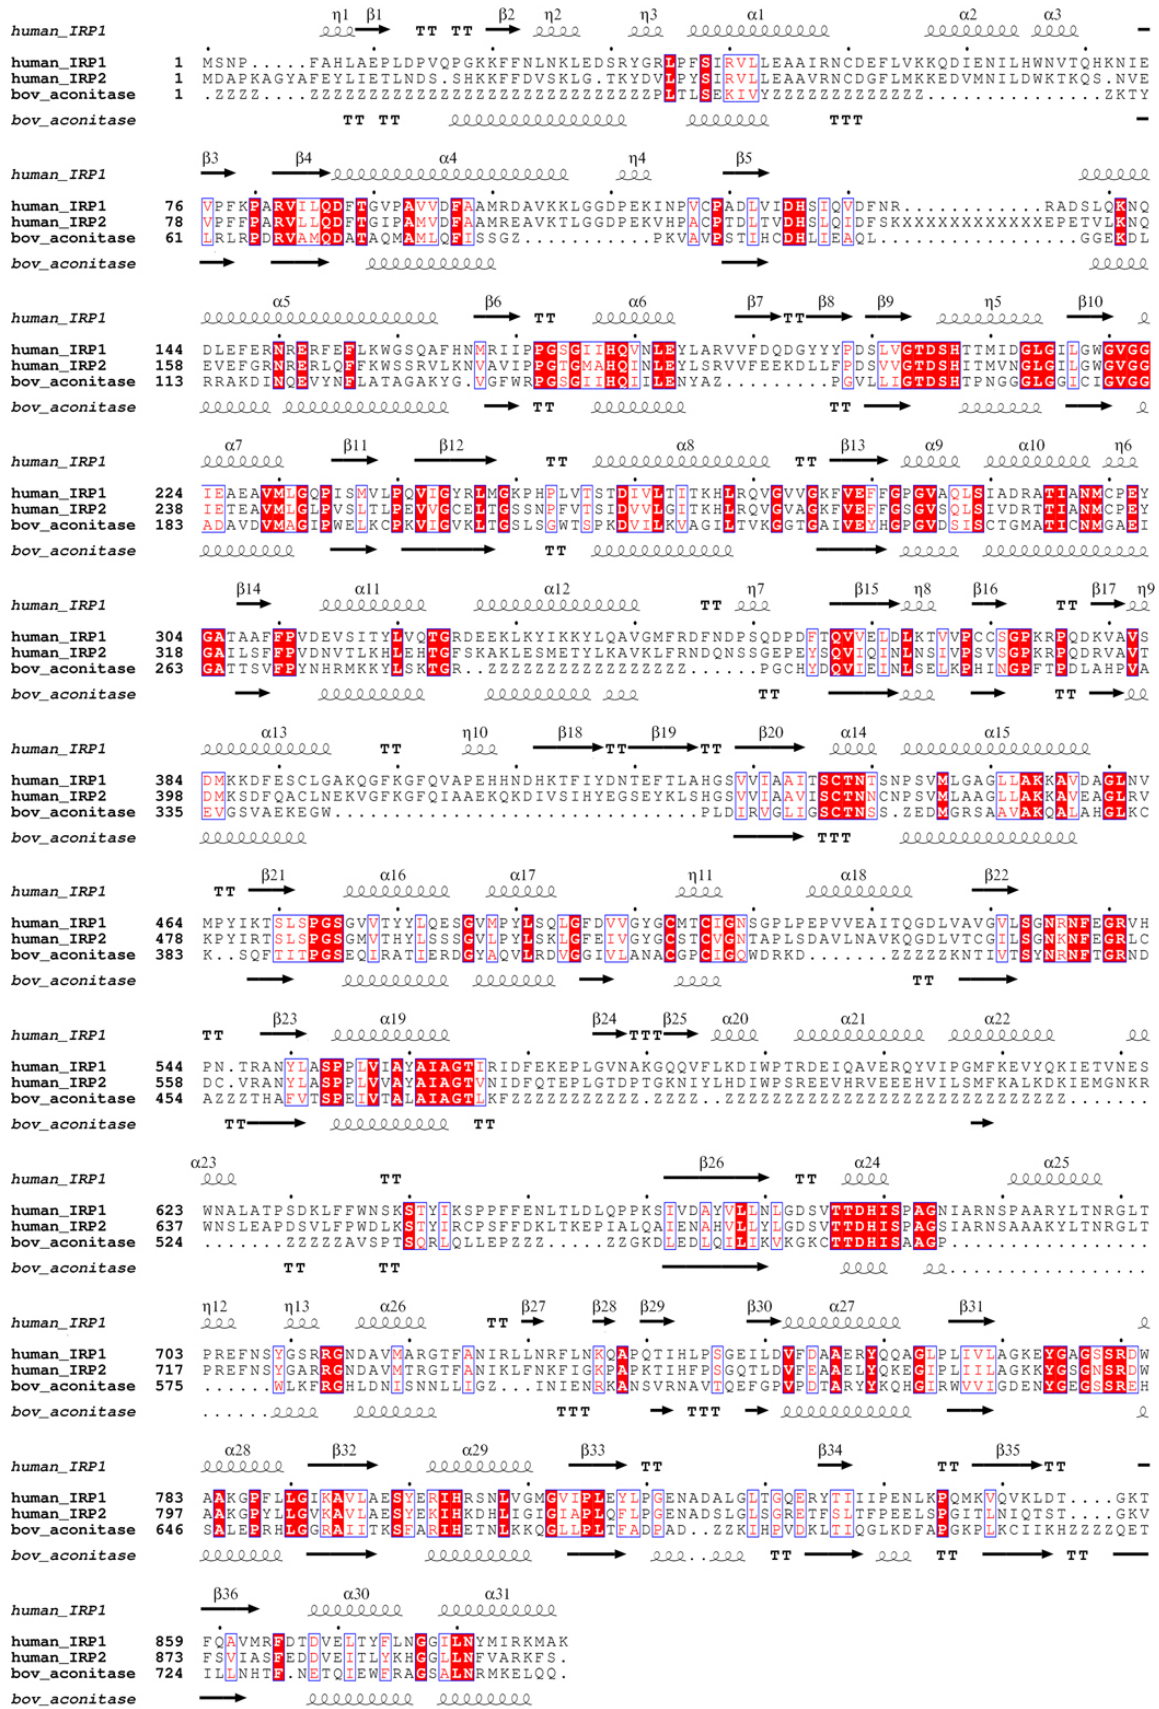 η1 β1 β2 η2 η3 α1 α2 α3
human_IRP1 TT TT
human_IRP1 1 MSNP.....FAHLAEPLDPVQPGKKFFNLNKLEDSRYGRLPFSIRVLLEAAIRNCDEFLVKKQDIENILHWNVTQHKNIE
human_IRP2 1 MDAPKAGYAFEYLIETLNDS.SHKKFFDVSKLG.TKYDVLPYSIRVLLEAAVRNCDGFLMKKEDVMNILDWKTKQS.NVE
bov_aconitase 1 .ZZZZ.....ZZZZZZZZZZZZZZZZZZZZZZZZZZZZPLTLSEKIVYZZZZZZZZZZZZZ...............ZKTY
bov_aconitase TT TT TTT
β3 β4 α4 η4 β5
human_IRP1
human_IRP1 76 VPFKPARVILQDFTGVPAVVDFAAMRDAVKKLGGDPEKINPVCPADLVIDHSIQVDFNR............RADSLQKNQ
human_IRP2 78 VPFFPARVLLQDFTGIPAMVDFAAMREAVKTLGGDPEKVHPACPTDLTVDHSLQIDFSKXXXXXXXXXXXXEPETVLKNQ
bov_aconitase 61 LRLRPDRVAMQDATAQMAMLQFISSGZ...........PKVAVPSTIHCDHLIEAQL.................GGEKDL
bov_aconitase
α5 β6 α6 β7 β8 β9 η5 β10
human_IRP1 TT TT
human_IRP1 144 DLEFERNRERFEFLKWGSQAFHNMRIIPPGSGIIHQVNLEYLARVVFDQDGYYYPDSLVGTDSHTTMIDGLGILGWGVGG
human_IRP2 158 EVEFGRNRERLQFFKWSSRVLKNVAVIPPGTGMAHQINLEYLSRVVFEEKDLLFPDSVVGTDSHITMVNGLGILGWGVGG
bov_aconitase 113 RRAKDINQEVYNFLATAGAKYG.VGFWRPGSGIIHQIILENYAZ..........PGVLLIGTDSHTPNGGGLGGICIGVGG
bov_aconitase TT TT
α7 β11 β12 α8 β13 α9 α10 η6
human_IRP1 TT TT
human_IRP1 224 IEAEAVMLGQPISMVLPQVIGYRLMGKPHPLVTSTDIVLTITKHLRQVGVVGKFVEFFGPGVAQLSIADRATIANMCPEY
human_IRP2 238 IETEAVMLGLPVSLTLPEVVGCELTGSSNPFVTSIDVVLGITKHLRQVGVAGKFVEFFGSGVSQLSIVDRTTIANMCPEY
bov_aconitase 183 ADAVDVMAGIPWELKCPKVIGVKLTGSLSGWTSPKDVILKVAGILTVKGGTGAIVEYHGPGVDSISCTGMATICNMGAEI
bov_aconitase TT
β14 α11 α12 η7 β15 η8 β16 β17 η9
human_IRP1 TT TT
human_IRP1 304 GATAAFFPVDEVSITYLVQTGRDEEKLKYIKKYLQAVGMFRDFNDPSQDPDFTQVVELDLKTVVPCCSGPKRPQDKVAVS
human_IRP2 318 GAILSFFPVDNVTLKHLEHTGFSKAKLESMETYLKAVKLFRNDQNSSGEPEYSQVIQINLNSIVPSVSGPKRPQDRVAVT
bov_aconitase 263 GATTSVFPYNHRMKKYLSKTGR..ZZZZZZZZZZZZZZZZZ......PGCHYDQVIEINLSELKPHINGPFTPDLAHPVA
bov_aconitase TT TT
α13 η10 β18 β19 β20 α14 α15
human_IRP1 TT TT TT
human_IRP1 384 DMKKDFESCLGAKQGFKGFQVAPEHHNDHKTFIYDNTEFTLAHGSVVIAAITSCTNTSNPSVMLGAGLLAKKAVDAGLNV
human_IRP2 398 DMKSDFQACLNEKVGFKGFQIAAEKQKDIVSIHYEGSEYKLSHGSVVIAAVISCTNNCNPSVMLAAGLLAKKAVEAGLRV
bov_aconitase 335 EVGSVAEKEGW...............................PLDIRVGLIGSCTNSS.ZEDMGRSAAVAKQALAHGLKC
bov_aconitase TTT
β21 α16 α17 η11 α18 β22
human_IRP1 TT
human_IRP1 464 MPYIKTSLSPGSGVVTYYLQESGVMPYLSQLGFDVVGYGCMTCIGNSGPLPEPVVEAITQGDLVAVGVLSGNRNFEGRVH
human_IRP2 478 KPYIRTSLSPGSGMVTHYLSSSGVLPYLSKLGFEIVGYGCSTCVGNTAPLSDAVLNAVKQGDLVTCGILSGNKNFEGRLC
bov_aconitase 383 K..SQFTITPGSEQIRATIERDGYAQVLRDVGGIVLANACGPCIGQWDRKD........ZZZZZKNTIVTSYNRNFTGRND
bov_aconitase TT
β23 α19 β24 β25 α20 α21 α22
human_IRP1 TT TTT
human_IRP1 544 PN.TRANYLASPPLVIAYAIAGTIRIDFEKEPLGVNAKGQQVFLKDIWPTRDEIQAVERQYVIPGMFKEVYQKIETVNES
human_IRP2 558 DC.VRANYLASPPLVVAYAIAGTVNIDFQTEPLGTDPTGKNIYLHDIWPSREEVHRVEEEHVILSMFKALKDKIEMGNKR
bov_aconitase 454 AZZZTHAFVTSPEIVTALAIAGTLKFZZZZZZZZZZZ.ZZZZ.ZZZZZZZZZZZZZZZZZZZZZZZZZZZZZZ.......
bov_aconitase TT TT
α23 β26 α24 α25
human_IRP1 TT TT
human_IRP1 623 WNALATPSDKLFFWNSKSTYIKSPPFFENLTLDLQPPKSIVDAYVLLNLGDSVTTDHISPAGNIARNSPAARYLTNRGLT
human_IRP2 637 WNSLEAPDSVLFPWDLKSTYIRCPSFFDKLTKEPIALQAIENAHVLLYLGDSVTTDHISPAGSIARNSAAAKYLTNRGLT
bov_aconitase 524 .......ZZZZZAVSPTSQRLQLLEPZZZ.....ZZGKDLEDLQILIKVKGKCTTDHISAAGP.................
bov_aconitase TT TT
η12 η13 α26 β27 β28 β29 β30 α27 β31
human_IRP1 TT
human_IRP1 703 PREFNSYGSRRGNDAVMARGTFANIRLLNRFLNKQAPQTIHLPSGEILDVFDAAERYQQAGLPLIVLAGKEYGAGSSRDW
human_IRP2 717 PREFNSYGARRGNDAVMTRGTFANIKLFNKFIGKPAPKTIHFPSGQTLDVFEAAELYQKEGIPLIILAGKKYGSGNSRDW
bov_aconitase 575 ......WLKFRGHLDNISNNLLIGZ...INIENRKANSVRNAVTQEFGPVPDTARYYKQHGIRWVVIGDENYGEGSSREH
bov_aconitase TTT TTT
α28 β32 α29 β33 β34 β35
human_IRP1 TT TT TT
human_IRP1 783 AAKGPFLLGIKAVLAESYERIHRSNLVGMGVIPLEYLPGENADALGLTGQERYTIIIPENLKPQMKVQVKLDT....GKT
human_IRP2 797 AAKGPYLLGVKAVLAESYEKIHKDHLIGIGIAPLQFLPGENADSLGLSGRETFSLTFPEELSPGITLNIQTST....GKV
bov_aconitase 646 SALEPRHLGGRAIITKSFARIHETNLKKQGLLPLTFADPAD..ZZKIHPVDKLTIQGLKDFAPGKPLKCIIKHZZZZQET
bov_aconitase TT TT TT
β36 α30 α31
human_IRP1
human_IRP1 859 FQAVMRFDTDVELTYFLNGGILNYMIRKMAK
human_IRP2 873 FSVIASFEDDVEITLYKHGGLLNFVARKFS.
bov_aconitase 724 ILLNHTF.NETQIEWFRAGSALNRMKELQQ.
bov_aconitase